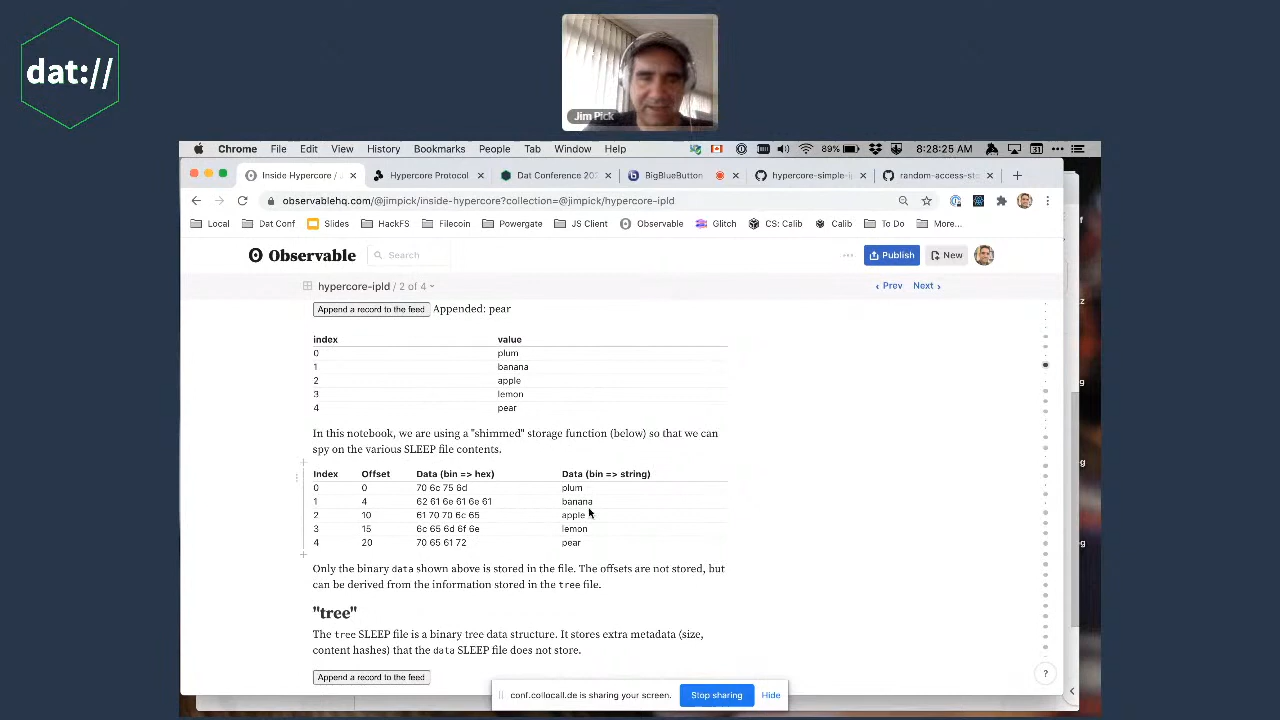 dat://
Jim Pick
Chrome File Edit View History Bookmarks People Tab Window Help 89% 8:28:25 AM
Inside Hypercore / Hypercore Protocol Dat Conference 202 BigBlueButton hypercore-simple-i random-access-st
observablehq.com/@jimpick/inside-hypercore?collection=@jimpick/hypercore-ipld
Local Dat Conf Slides HackFS Filecoin Powergate JS Client Observable Glitch CS: Calib Calib To Do More...
Observable Search Publish New
hypercore-ipld / 2 of 4 Prev Next
Append a record to the feed Appended: pear
index value
0 plum
1 banana
2 apple
3 lemon
4 pear
In this notebook, we are using a "shimmed" storage function (below) so that we can
spy on the various SLEEP file contents.
Index Offset Data (bin => hex) Data (bin => string)
0 0 70 6c 75 6d plum
1 4 62 61 6e 61 6e 61 banana
2 10 61 70 70 6c 65 apple
3 15 6c 65 6d 6f 6e lemon
4 20 70 65 61 72 pear
Only the binary data shown above is stored in the file. The offsets are not stored, but
can be derived from the information stored in the tree file.
"tree"
The tree SLEEP file is a binary tree data structure. It stores extra metadata (size,
content hashes) that the data SLEEP file does not store.
Append a record to the feed
?
conf.collocall.de is sharing your screen. Stop sharing Hide